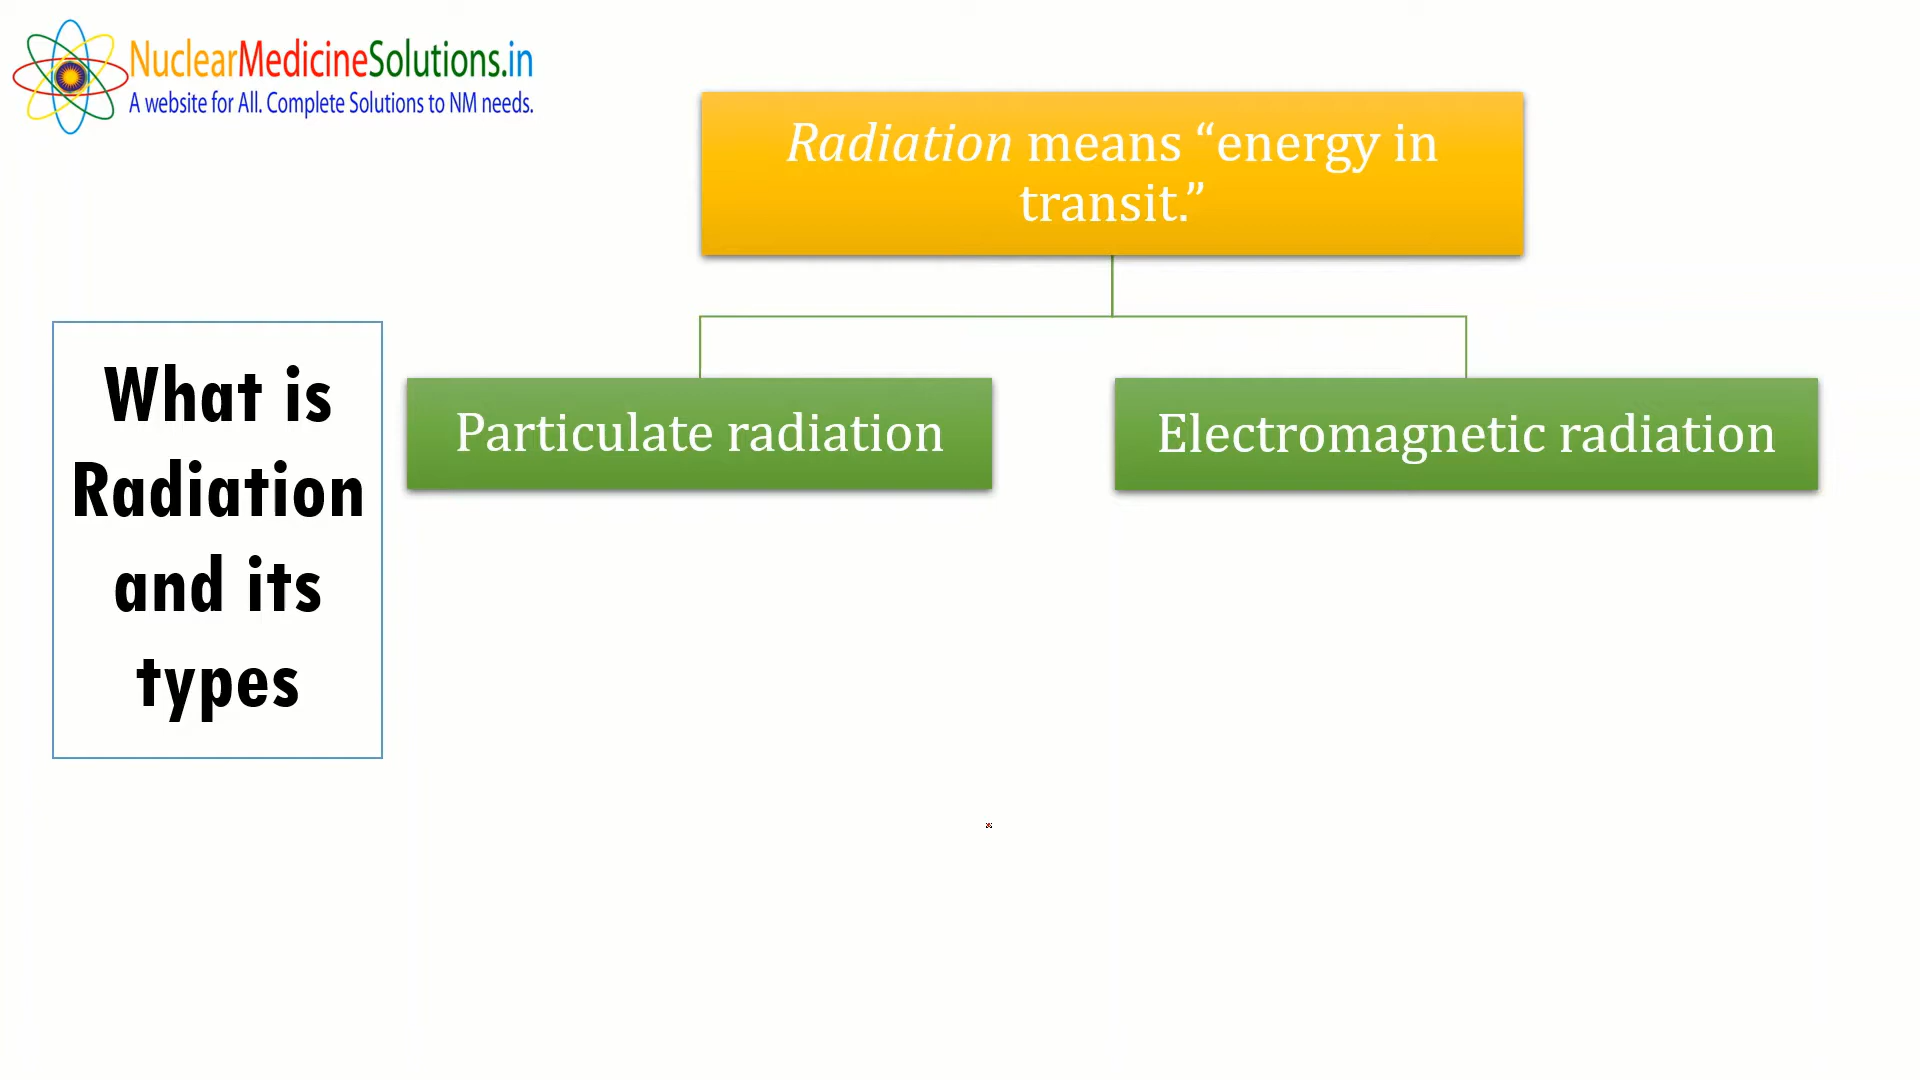 NuclearMedicineSolutions.in
A website for All. Complete Solutions to NM needs.
Radiation means “energy in
transit.”
What is
Radiation
and its
types
Particulate radiation
Electromagnetic radiation